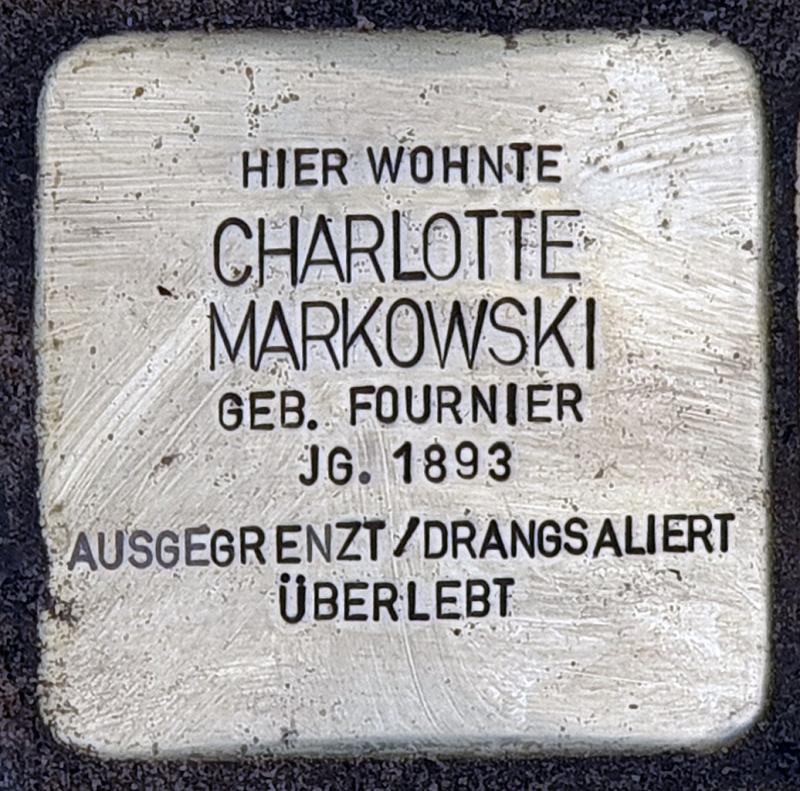 HIER WOHNTE
CHARLOTTE
MARKOWSKI
GEB. FOURNIER
JG. 1893
AUSGEGRENZT/DRANGSALIERT
ÜBERLEBT